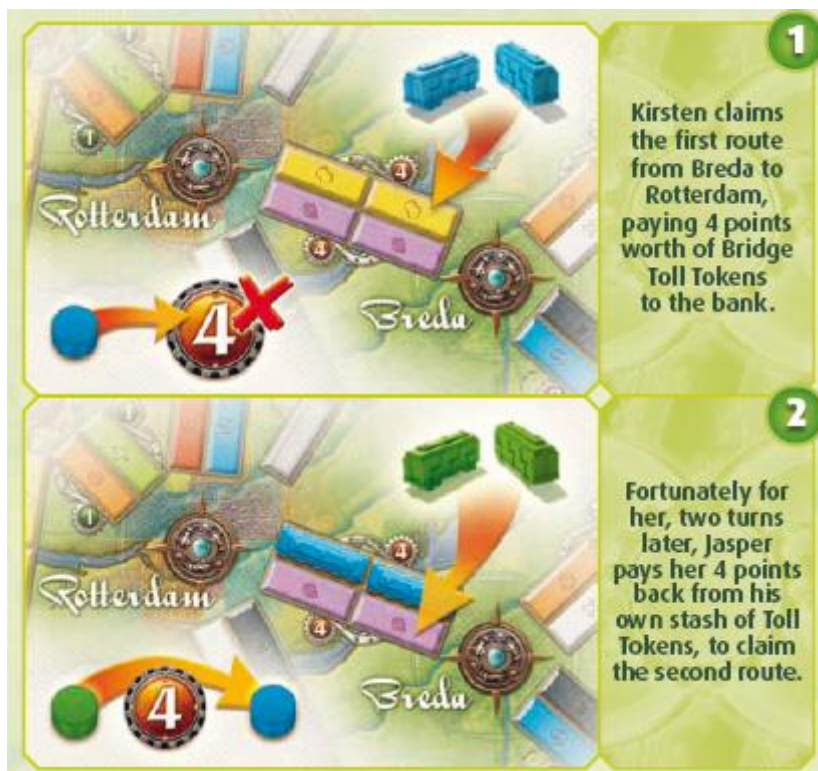 1
Kirsten claims
the first route
from Breda to
Rotterdam,
paying 4 points
worth of Bridge
Toll Tokens
to the bank.
1
4
Rotterdam
4
Breda
4
2
Fortunately for
her, two turns
later, Jasper
pays her 4 points
back from his
own stash of Toll
Tokens, to claim
the second route.
1
4
Rotterdam
4
Breda
4